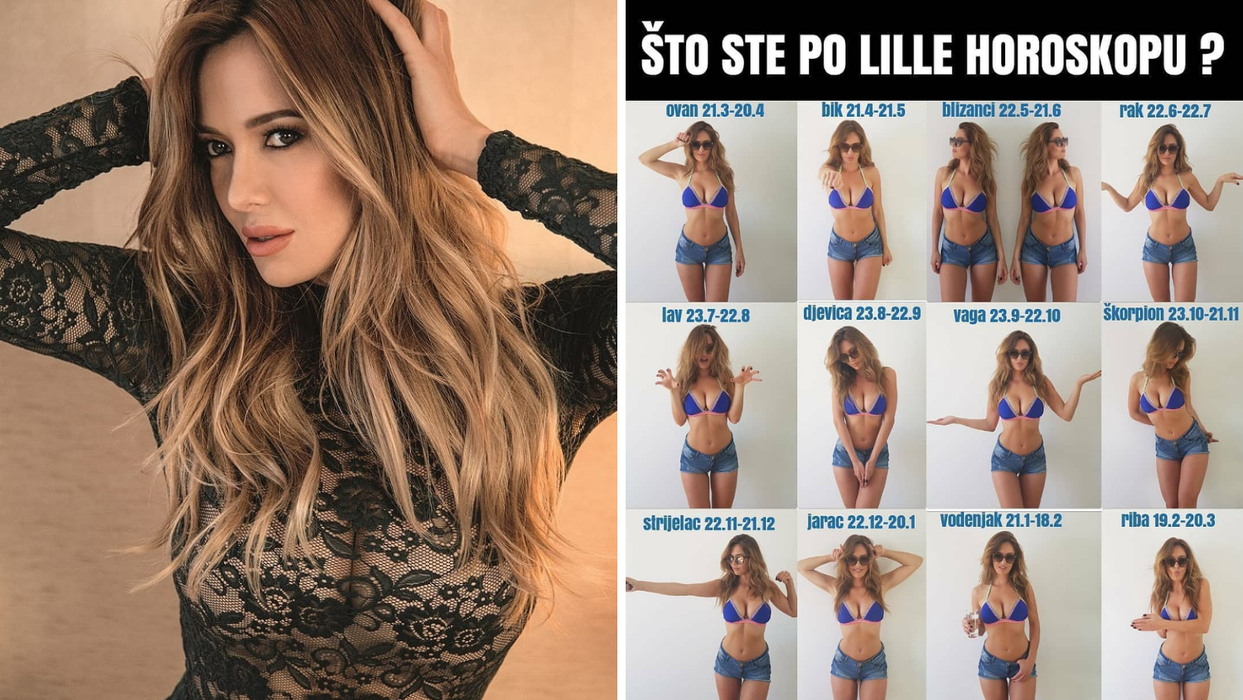 ŠTO STE PO LILLE HOROSKOPU ?
ovan 21.3-20.4
bik 21.4-21.5
blizanci 22.5-21.6
rak 22.6-22.7
lav 23.7-22.8
djevica 23.8-22.9
vaga 23.9-22.10
škorpion 23.10-21.11
strijelac 22.11-21.12
jarac 22.12-20.1
vodenjak 21.1-18.2
riba 19.2-20.3